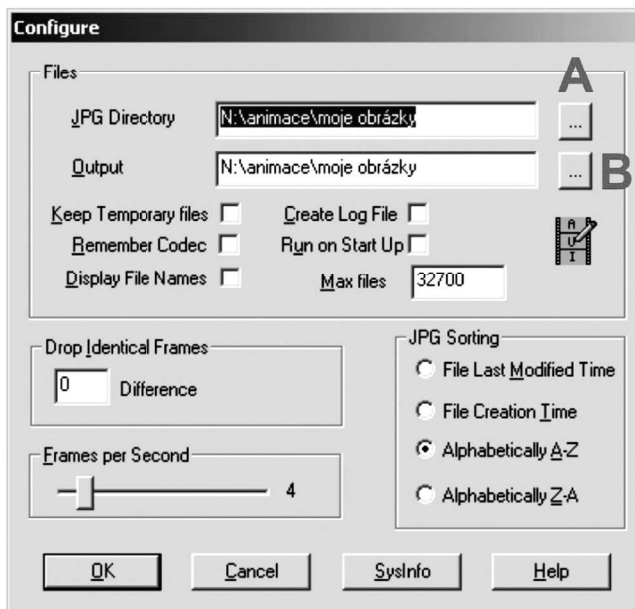 Configure
Files
A
JPG Directory
N:\animace\moje obrázky
...
Output
N:\animace\moje obrázky
...
B
Keep Temporary files
Create Log File
Remember Codec
Run on Start Up
Display File Names
Max files
32700
AVI
Drop Identical Frames
0
Difference
Frames per Second
4
JPG Sorting
File Last Modified Time
File Creation Time
Alphabetically A-Z
Alphabetically Z-A
OK
Cancel
SysInfo
Help